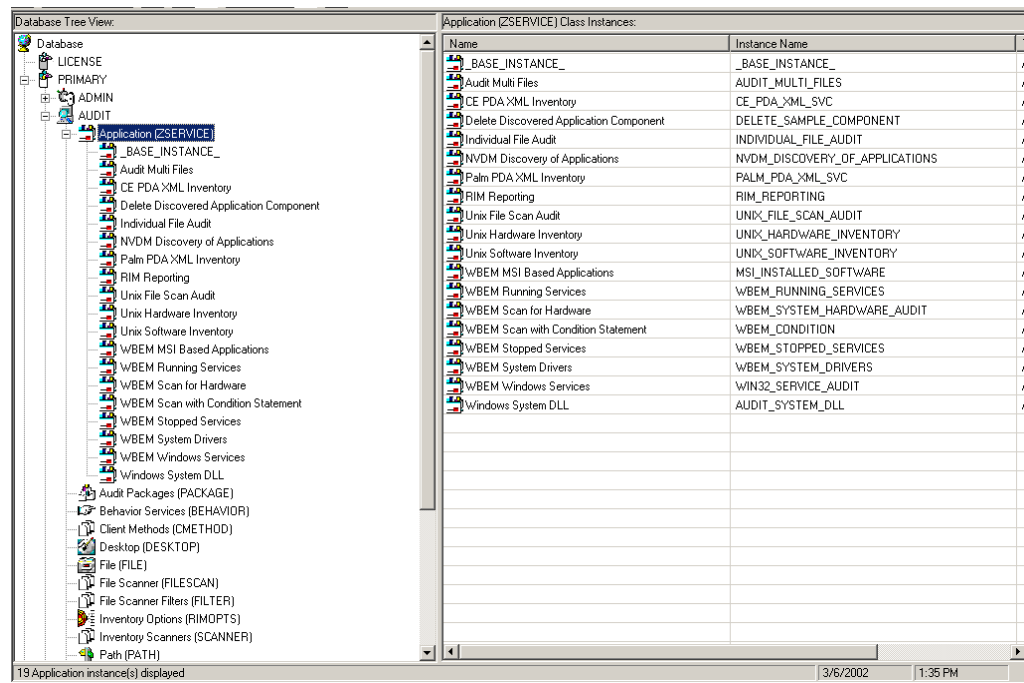 Database Tree View:
Database
LICENSE
PRIMARY
ADMIN
AUDIT
Application (ZSERVICE)
_BASE_INSTANCE_
Audit Multi Files
CE PDA XML Inventory
Delete Discovered Application Component
Individual File Audit
NVDM Discovery of Applications
Palm PDA XML Inventory
RIM Reporting
Unix File Scan Audit
Unix Hardware Inventory
Unix Software Inventory
WBEM MSI Based Applications
WBEM Running Services
WBEM Scan for Hardware
WBEM Scan with Condition Statement
WBEM Stopped Services
WBEM System Drivers
WBEM Windows Services
Windows System DLL
Audit Packages (PACKAGE)
Behavior Services (BEHAVIOR)
Client Methods (CMETHOD)
Desktop (DESKTOP)
File (FILE)
File Scanner (FILESCAN)
File Scanner Filters (FILTER)
Inventory Options (RIMOPTS)
Inventory Scanners (SCANNER)
Path (PATH)
Application (ZSERVICE) Class Instances:
Name Instance Name
_BASE_INSTANCE_ _BASE_INSTANCE_
Audit Multi Files AUDIT_MULTI_FILES
CE PDA XML Inventory CE_PDA_XML_SVC
Delete Discovered Application Component DELETE_SAMPLE_COMPONENT
Individual File Audit INDIVIDUAL_FILE_AUDIT
NVDM Discovery of Applications NVDM_DISCOVERY_OF_APPLICATIONS
Palm PDA XML Inventory PALM_PDA_XML_SVC
RIM Reporting RIM_REPORTING
Unix File Scan Audit UNIX_FILE_SCAN_AUDIT
Unix Hardware Inventory UNIX_HARDWARE_INVENTORY
Unix Software Inventory UNIX_SOFTWARE_INVENTORY
WBEM MSI Based Applications MSI_INSTALLED_SOFTWARE
WBEM Running Services WBEM_RUNNING_SERVICES
WBEM Scan for Hardware WBEM_SYSTEM_HARDWARE_AUDIT
WBEM Scan with Condition Statement WBEM_CONDITION
WBEM Stopped Services WBEM_STOPPED_SERVICES
WBEM System Drivers WBEM_SYSTEM_DRIVERS
WBEM Windows Services WIN32_SERVICE_AUDIT
Windows System DLL AUDIT_SYSTEM_DLL
19 Application instance(s) displayed 3/6/2002 1:35 PM